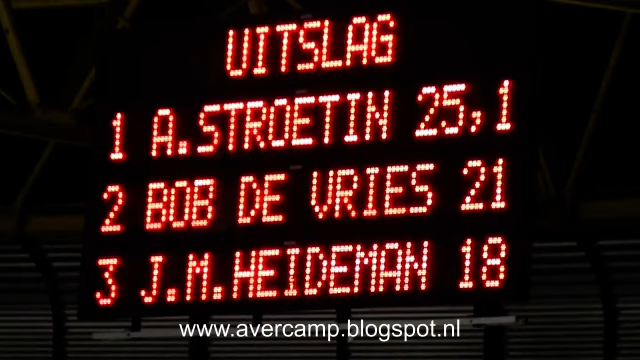 UITSLAG
1 A.STROETIN 25,1
2 BOB DE VRIES 21
3 J.M.HEIDEMAN 18
www.avercamp.blogspot.nl